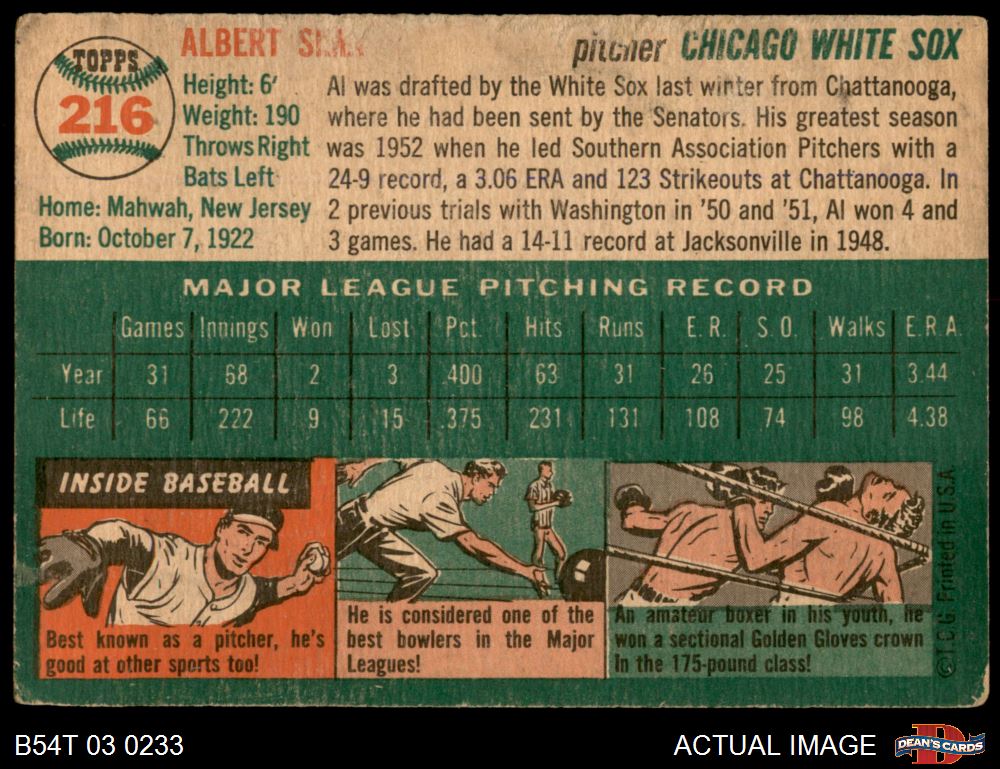 TOPPS
216
ALBERT
pitcher CHICAGO WHITE SOX
Height: 6'
Weight: 190
Throws Right
Bats Left
Home: Mahwah, New Jersey
Born: October 7, 1922
Al was drafted by the White Sox last winter from Chattanooga,
where he had been sent by the Senators. His greatest season
was 1952 when he led Southern Association Pitchers with a
24-9 record, a 3.06 ERA and 123 Strikeouts at Chattanooga. In
2 previous trials with Washington in '50 and '51, Al won 4 and
3 games. He had a 14-11 record at Jacksonville in 1948.
MAJOR LEAGUE PITCHING RECORD
Games Innings Won Lost Pct. Hits Runs E.R. S.O. Walks E.R.A.
Year 31 68 2 3 .400 63 31 26 25 31 3.44
Life 66 222 9 15 .375 231 131 108 74 98 4.38
INSIDE BASEBALL
Best known as a pitcher, he's
good at other sports too!
He is considered one of the
best bowlers in the Major
Leagues!
An amateur boxer in his youth, he
won a sectional Golden Gloves crown
in the 175-pound class!
©T.C.G. Printed in U.S.A.
B54T 03 0233
ACTUAL IMAGE
D
DEAN'S CARDS